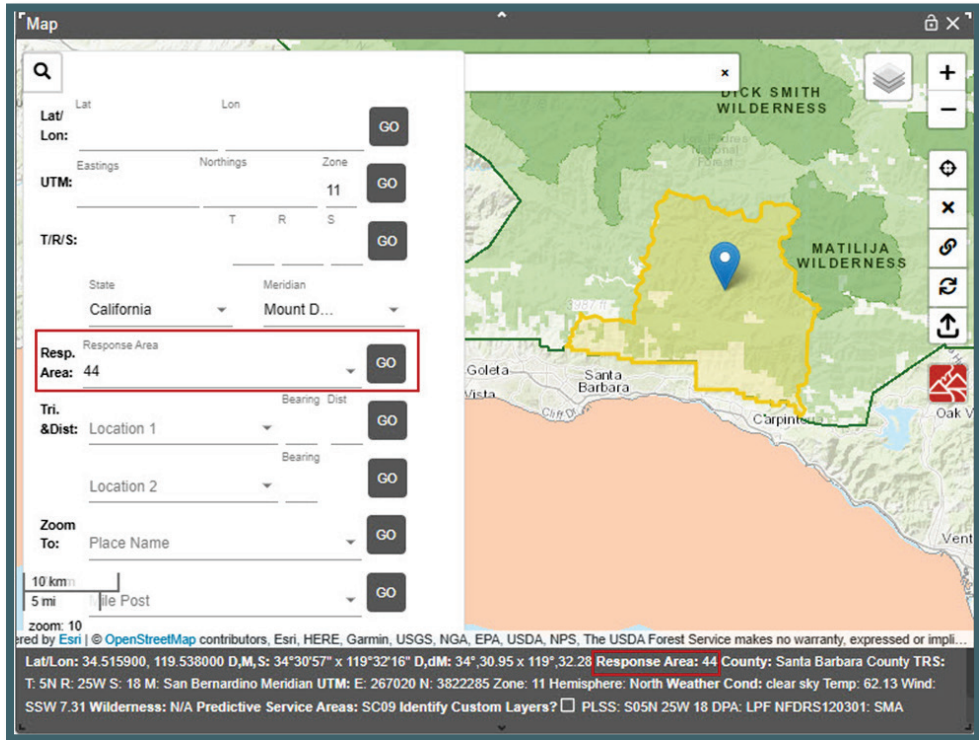 Map
×
DICK SMITH
WILDERNESS
Lat
Lon
Lat/
Lon:
GO
Eastings
Northings
Zone
UTM:
11
GO
T
R
S
T/R/S:
GO
State
Meridian
California
Mount D...
MATILIJA
WILDERNESS
Response Area
Resp.
Area:
44
GO
Goleta
Santa
Barbara
Vista
Cliff Dr
Carpinte
Oak V
Bearing
Dist
Tri.
&Dist:
Location 1
GO
Bearing
Location 2
GO
Zoom
To:
Place Name
GO
Vent
10 km
5 mi
Mile Post
GO
zoom: 10
ered by Esri | © OpenStreetMap contributors, Esri, HERE, Garmin, USGS, NGA, EPA, USDA, NPS, The USDA Forest Service makes no warranty, expressed or impli...
Lat/Lon: 34.515900, 119.538000 D,M,S: 34°30'57" x 119°32'16" D,dM: 34°,30.95 x 119°,32.28 Response Area: 44 County: Santa Barbara County TRS:
T: 5N R: 25W S: 18 M: San Bernardino Meridian UTM: E: 267020 N: 3822285 Zone: 11 Hemisphere: North Weather Cond: clear sky Temp: 62.13 Wind:
SSW 7.31 Wilderness: N/A Predictive Service Areas: SC09 Identify Custom Layers? PLSS: S05N 25W 18 DPA: LPF NFDRS120301: SMA